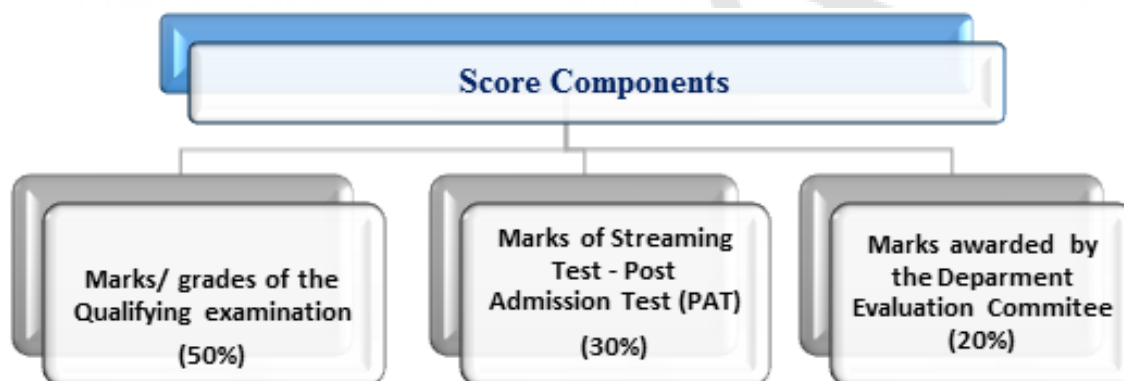 Score Components
Marks/ grades of the
Qualifying examination
(50%)
Marks of Streaming
Test - Post
Admission Test (PAT)
(30%)
Marks awarded by
the Deparment
Evaluation Commitee
(20%)